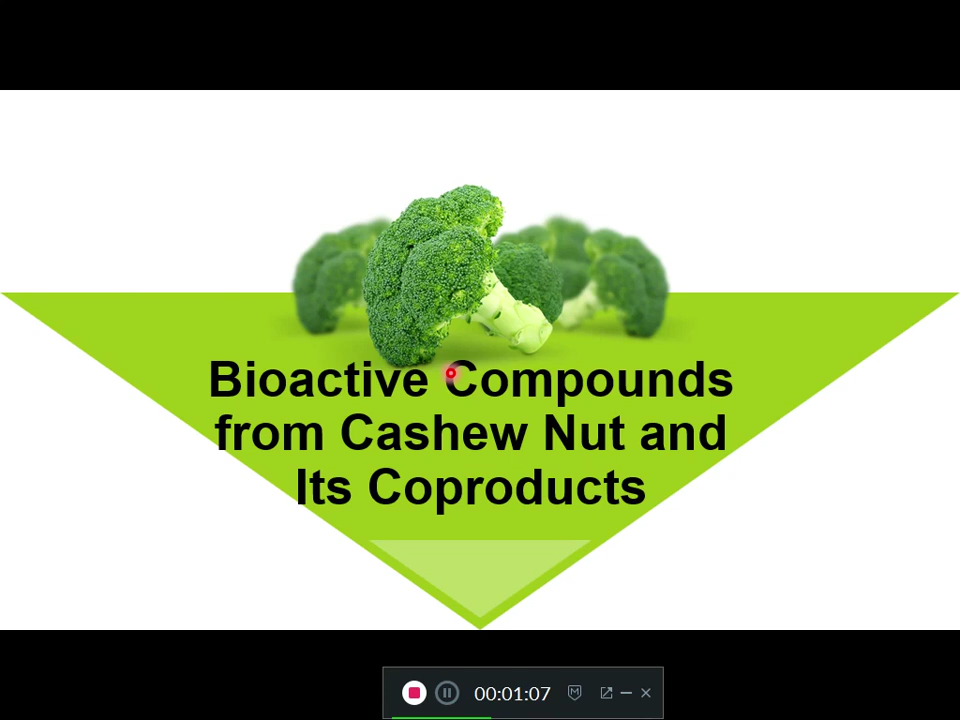 Bioactive Compounds
from Cashew Nut and
Its Coproducts
00:01:07